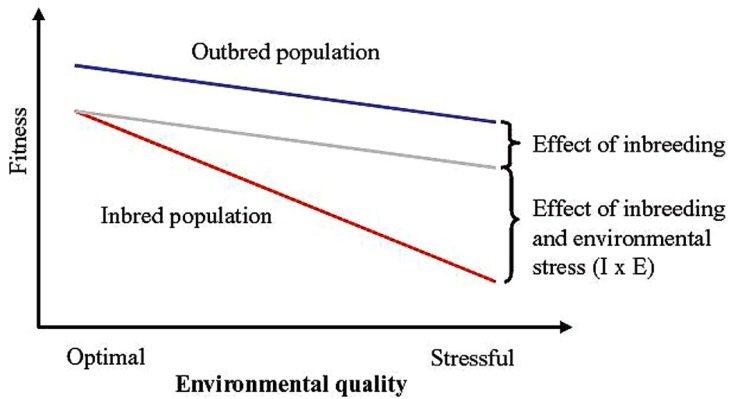 Outbred population
Fitness
Effect of inbreeding
Inbred population
Effect of inbreeding
and environmental
stress (I x E)
Optimal
Stressful
Environmental quality